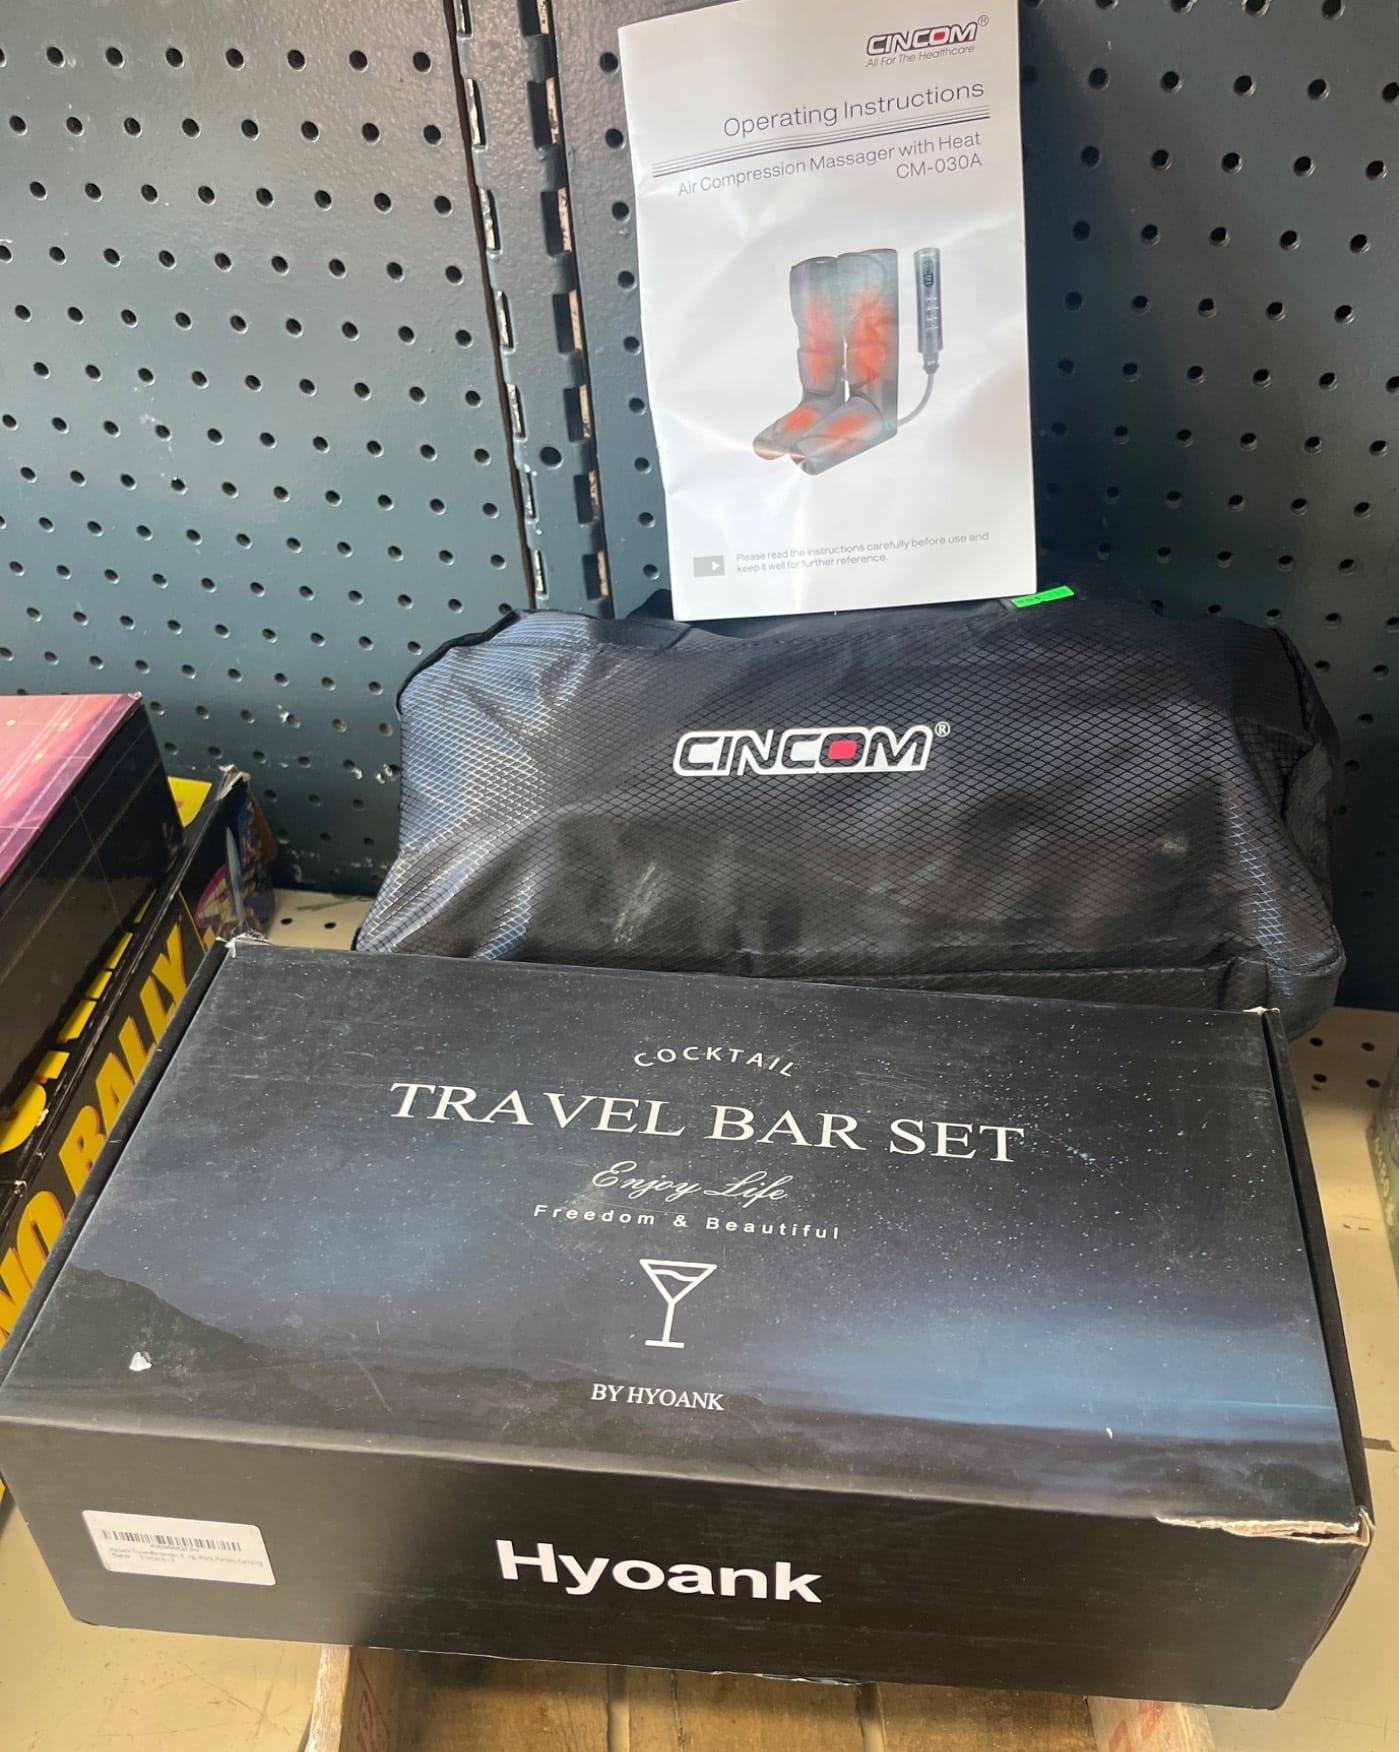 CINCOM®
All For The Healthcare
Operating Instructions
Air Compression Massager with Heat
CM-030A
Please read the instructions carefully before use and
keep it well for further reference.
CINCOM®
COCKTAIL
TRAVEL BAR SET
Enjoy Life
Freedom & Beautiful
BY HYOANK
Hyoank
NO RALLY